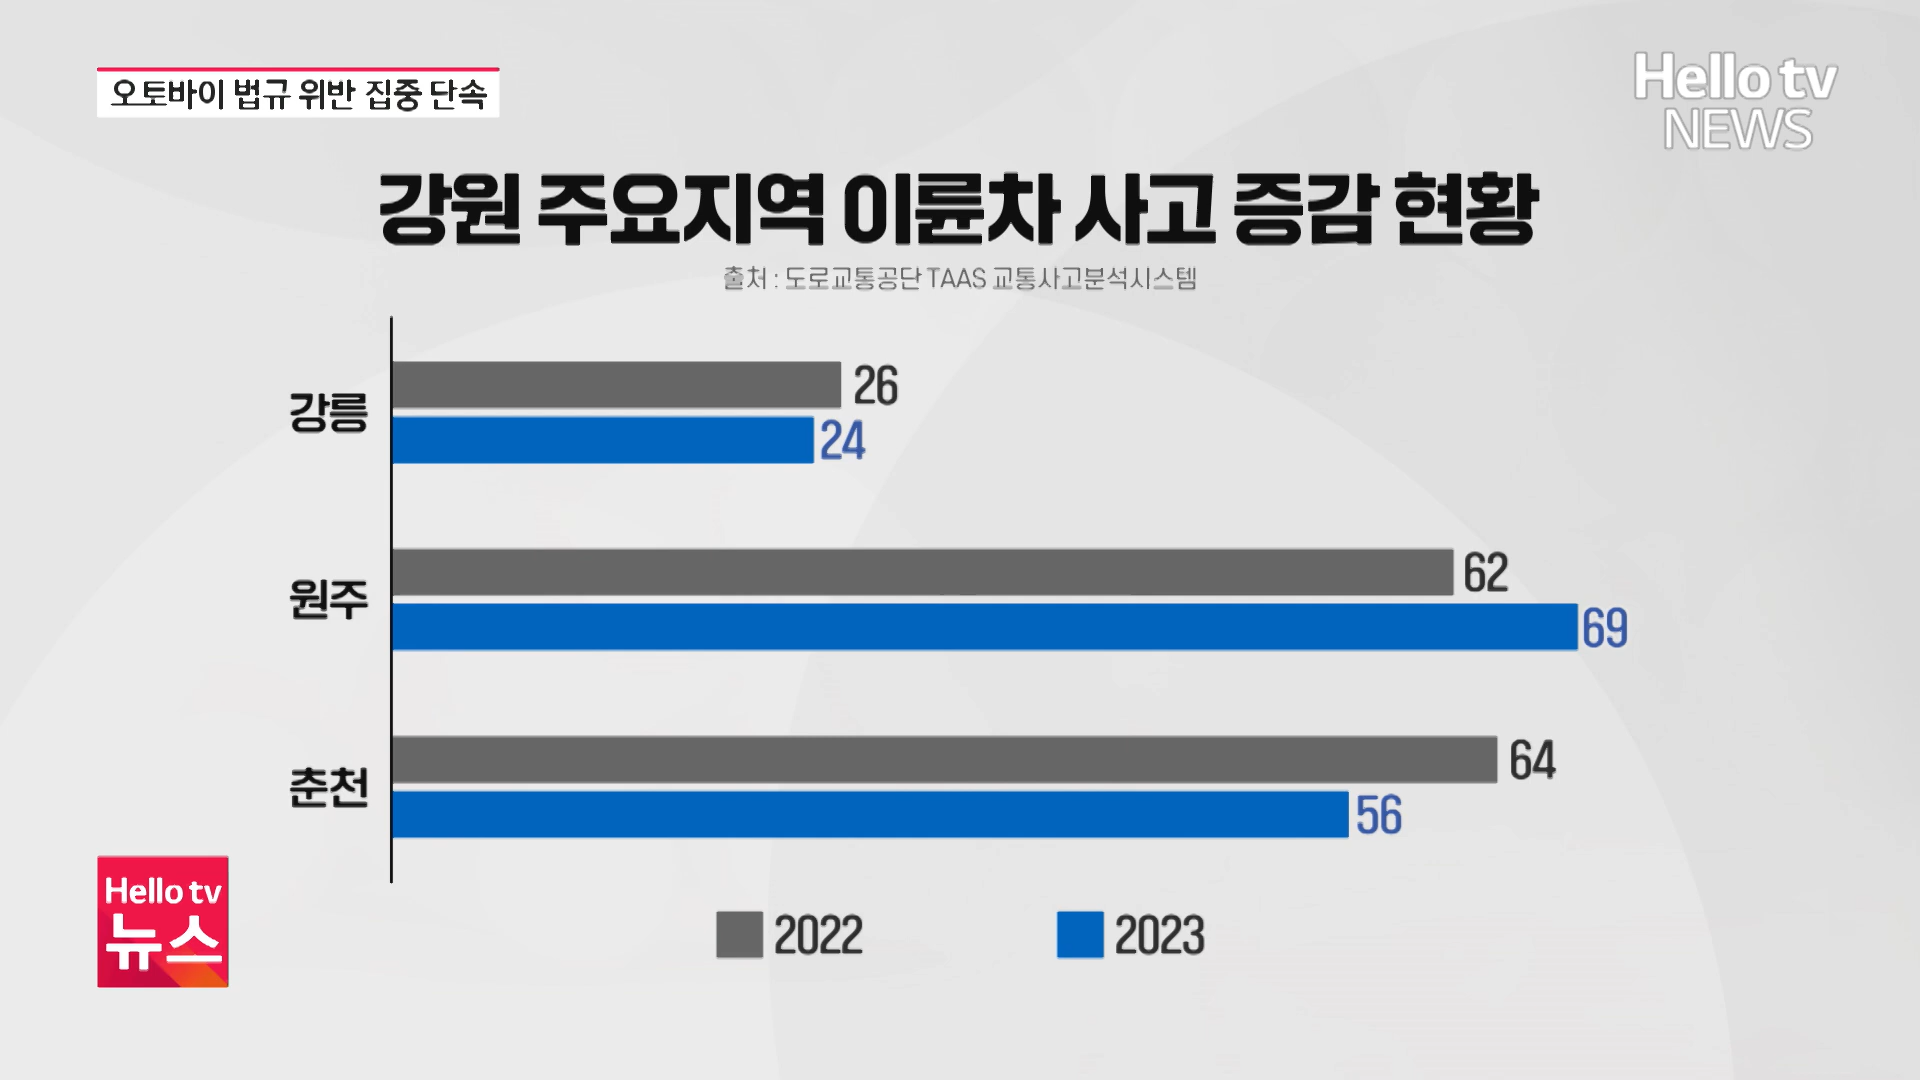 오토바이 법규 위반 집중 단속
Hello tv
NEWS
강원 주요지역 이륜차 사고 증감 현황
출처 : 도로교통공단 TAAS 교통사고분석시스템
강릉
26
24
원주
62
69
춘천
64
56
Hello tv
뉴스
2022
2023